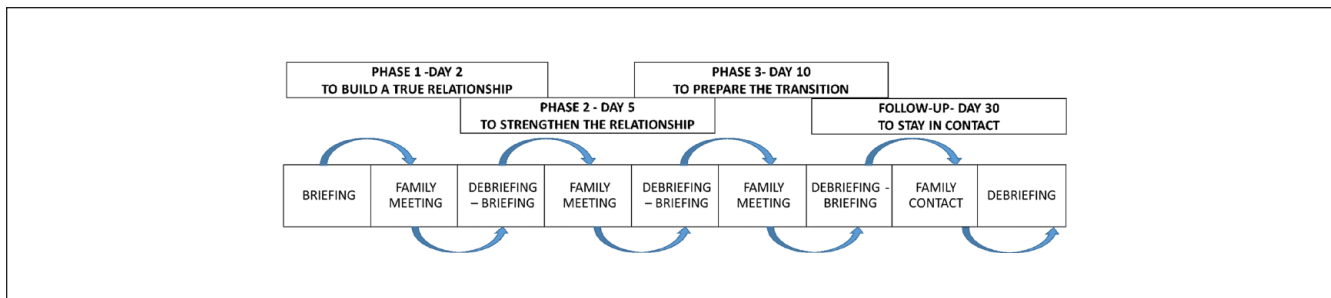 PHASE 1 -DAY 2
TO BUILD A TRUE RELATIONSHIP
PHASE 2 - DAY 5
TO STRENGTHEN THE RELATIONSHIP
PHASE 3- DAY 10
TO PREPARE THE TRANSITION
FOLLOW-UP- DAY 30
TO STAY IN CONTACT
BRIEFING
FAMILY
MEETING
DEBRIEFING
– BRIEFING
FAMILY
MEETING
DEBRIEFING
– BRIEFING
FAMILY
MEETING
DEBRIEFING -
BRIEFING
FAMILY
CONTACT
DEBRIEFING